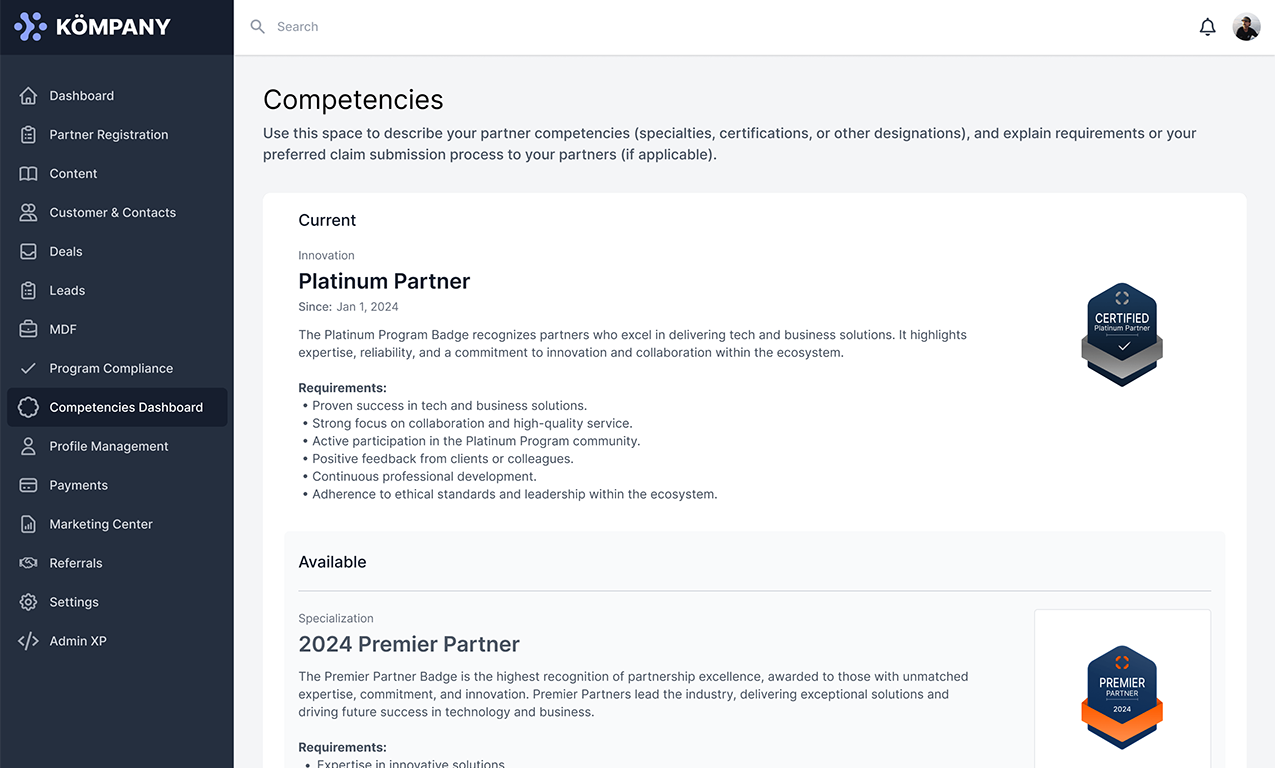 KÖMPANY
Search
Dashboard
Partner Registration
Content
Customer & Contacts
Deals
Leads
MDF
Program Compliance
Competencies Dashboard
Profile Management
Payments
Marketing Center
Referrals
Settings
Admin XP
Competencies
Use this space to describe your partner competencies (specialties, certifications, or other designations), and explain requirements or your
preferred claim submission process to your partners (if applicable).
Current
Innovation
Platinum Partner
Since: Jan 1, 2024
The Platinum Program Badge recognizes partners who excel in delivering tech and business solutions. It highlights
expertise, reliability, and a commitment to innovation and collaboration within the ecosystem.
Requirements:
• Proven success in tech and business solutions.
• Strong focus on collaboration and high-quality service.
• Active participation in the Platinum Program community.
• Positive feedback from clients or colleagues.
• Continuous professional development.
• Adherence to ethical standards and leadership within the ecosystem.
CERTIFIED
Platinum Partner
Available
Specialization
2024 Premier Partner
The Premier Partner Badge is the highest recognition of partnership excellence, awarded to those with unmatched
expertise, commitment, and innovation. Premier Partners lead the industry, delivering exceptional solutions and
driving future success in technology and business.
Requirements:
• Expertise in innovative solutions
PREMIER
PARTNER
2024